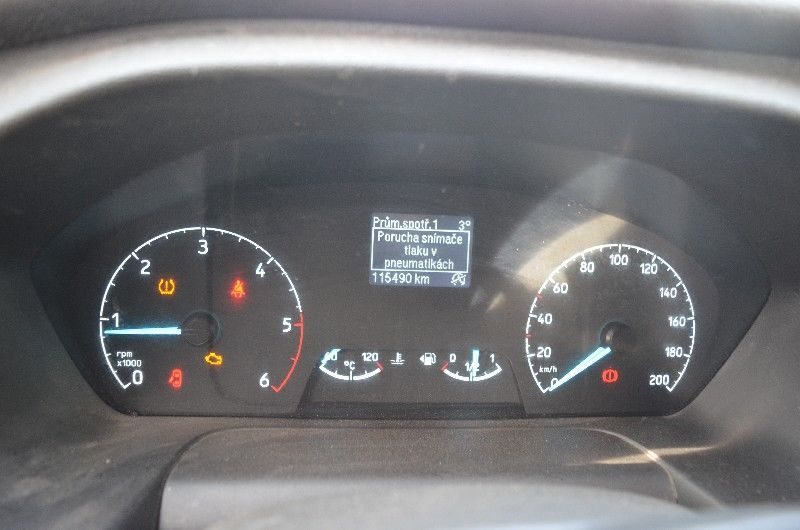 Prům.spotř.1 3°
Porucha snímače
tlaku v
pneumatikách
115490 km
0 1 2 3 4 5 6
rpm
x1000
60 120
°C
0 1/2 1
0 20 40 60 80 100 120 140 160 180 200
km/h